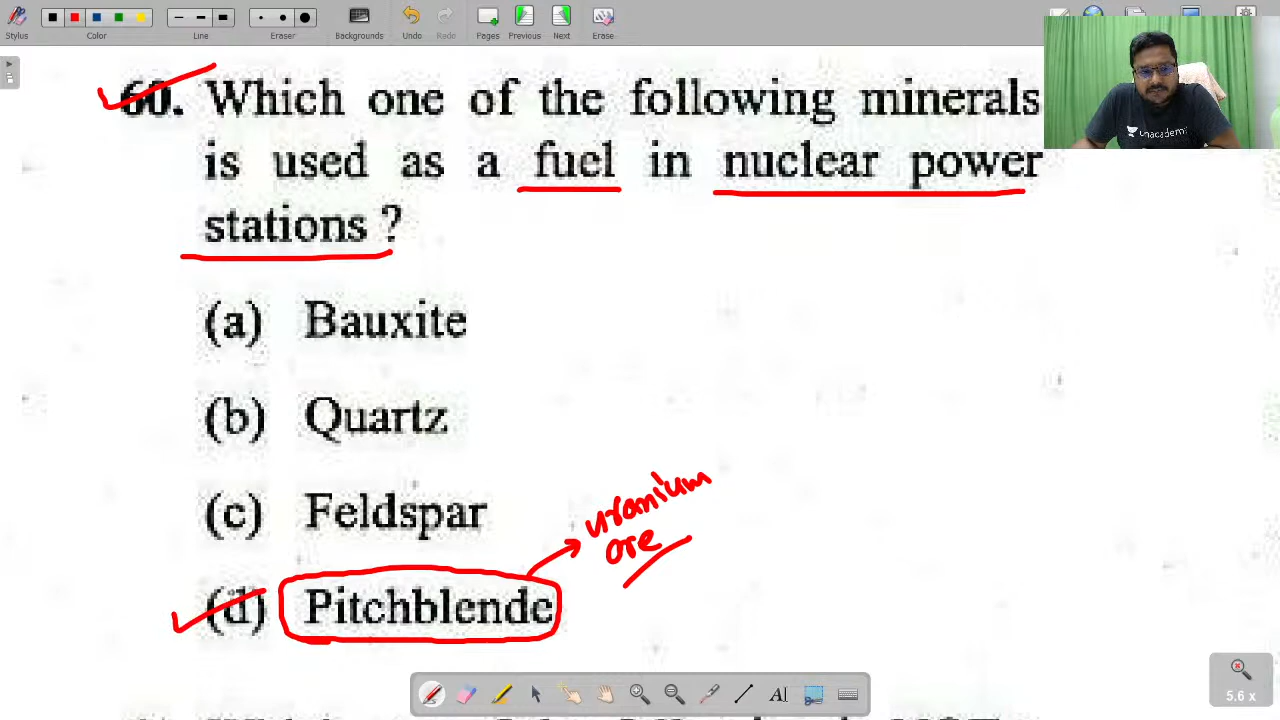 Stylus Color Line Eraser Backgrounds Undo Redo Pages Previous Next Erase
60. Which one of the following minerals
is used as a fuel in nuclear power
stations ?
unacademy
(a) Bauxite
(b) Quartz
(c) Feldspar
uranium
ore
(d) Pitchblende
5.6 x